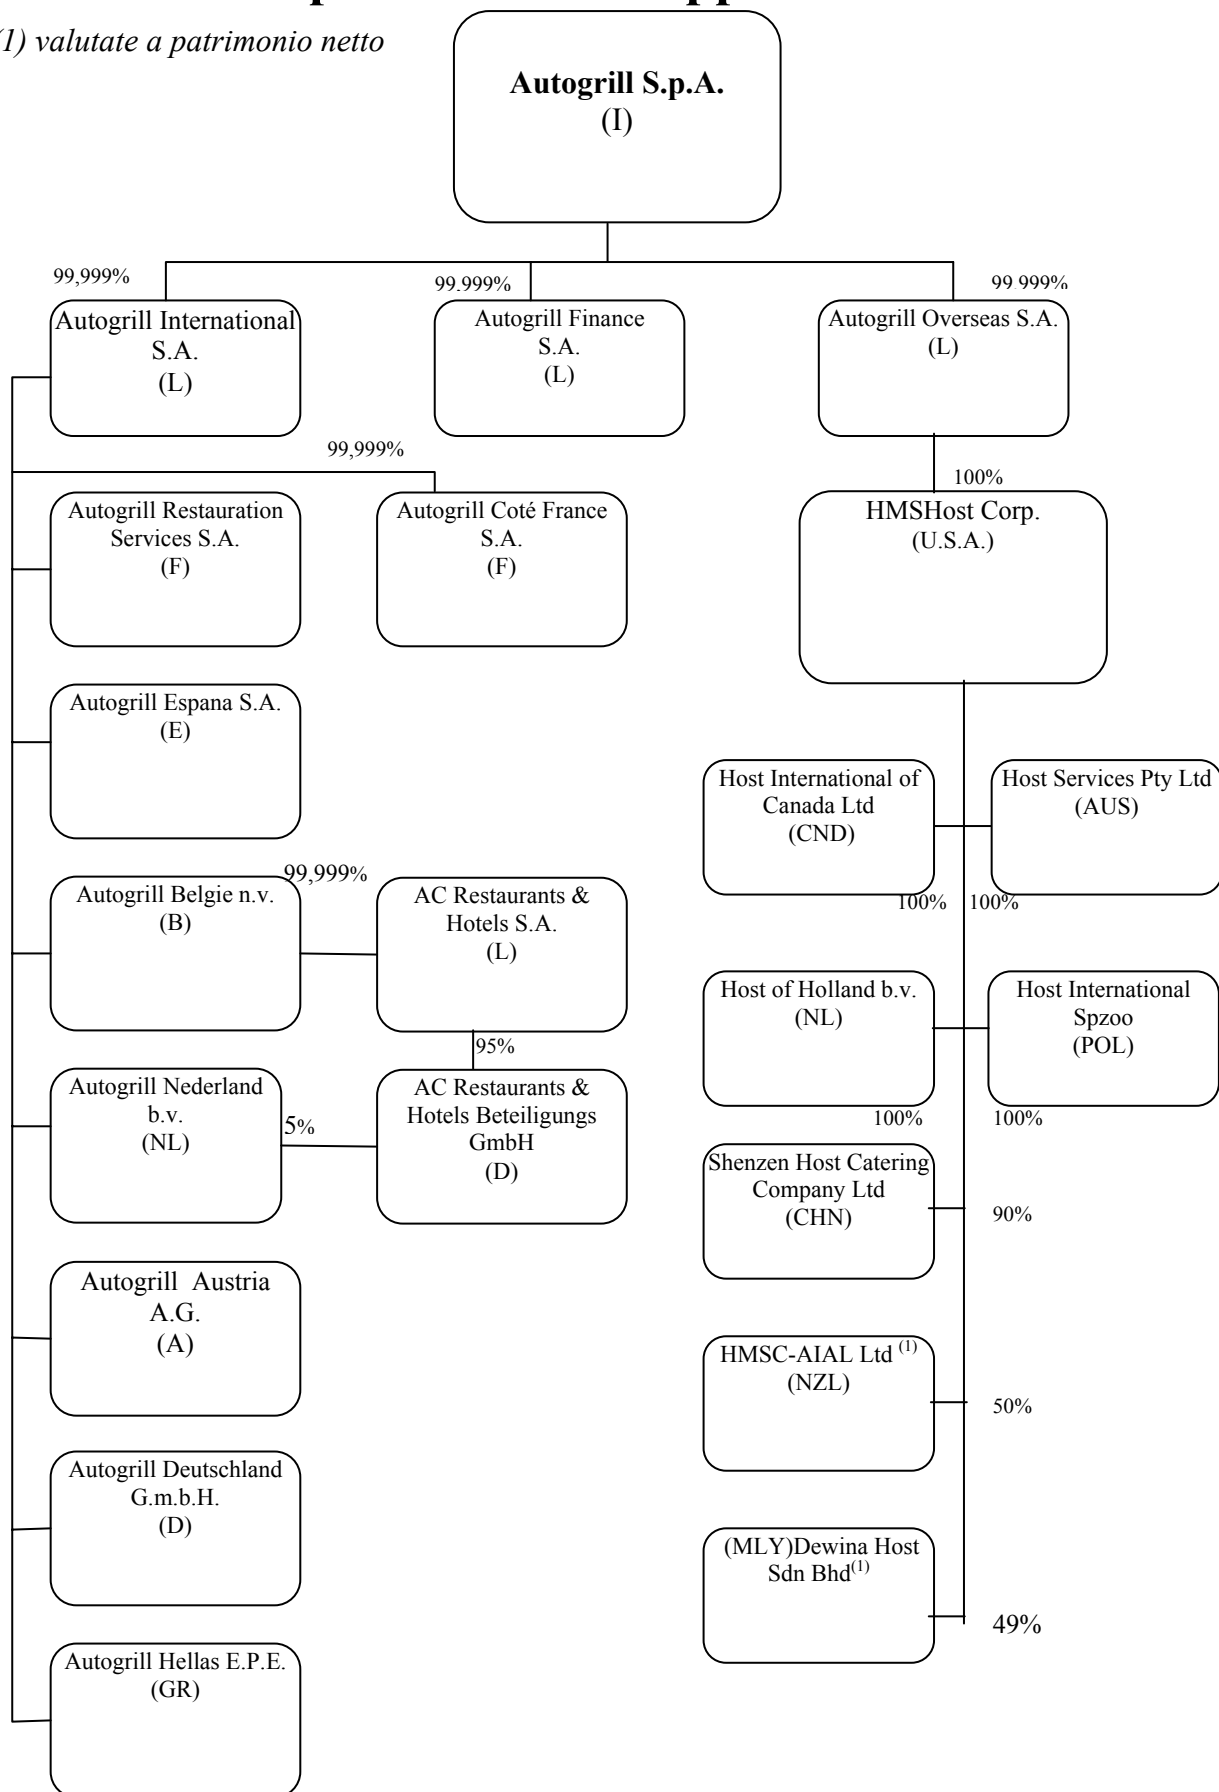 (1) valutate a patrimonio netto
Autogrill S.p.A.
(I)
99,999%
99,999%
99,999%
Autogrill International
S.A.
(L)
Autogrill Finance
S.A.
(L)
Autogrill Overseas S.A.
(L)
99,999%
100%
Autogrill Restauration
Services S.A.
(F)
Autogrill Coté France
S.A.
(F)
HMSHost Corp.
(U.S.A.)
Autogrill Espana S.A.
(E)
Host International of
Canada Ltd
(CND)
Host Services Pty Ltd
(AUS)
100%
100%
Autogrill Belgie n.v.
(B)
99,999%
AC Restaurants &
Hotels S.A.
(L)
Host of Holland b.v.
(NL)
Host International
Spzoo
(POL)
100%
100%
95%
Autogrill Nederland
b.v.
(NL)
5%
AC Restaurants &
Hotels Beteiligungs
GmbH
(D)
Shenzen Host Catering
Company Ltd
(CHN)
90%
Autogrill Austria
A.G.
(A)
HMSC-AIAL Ltd (1)
(NZL)
50%
Autogrill Deutschland
G.m.b.H.
(D)
(MLY)Dewina Host
Sdn Bhd(1)
49%
Autogrill Hellas E.P.E.
(GR)